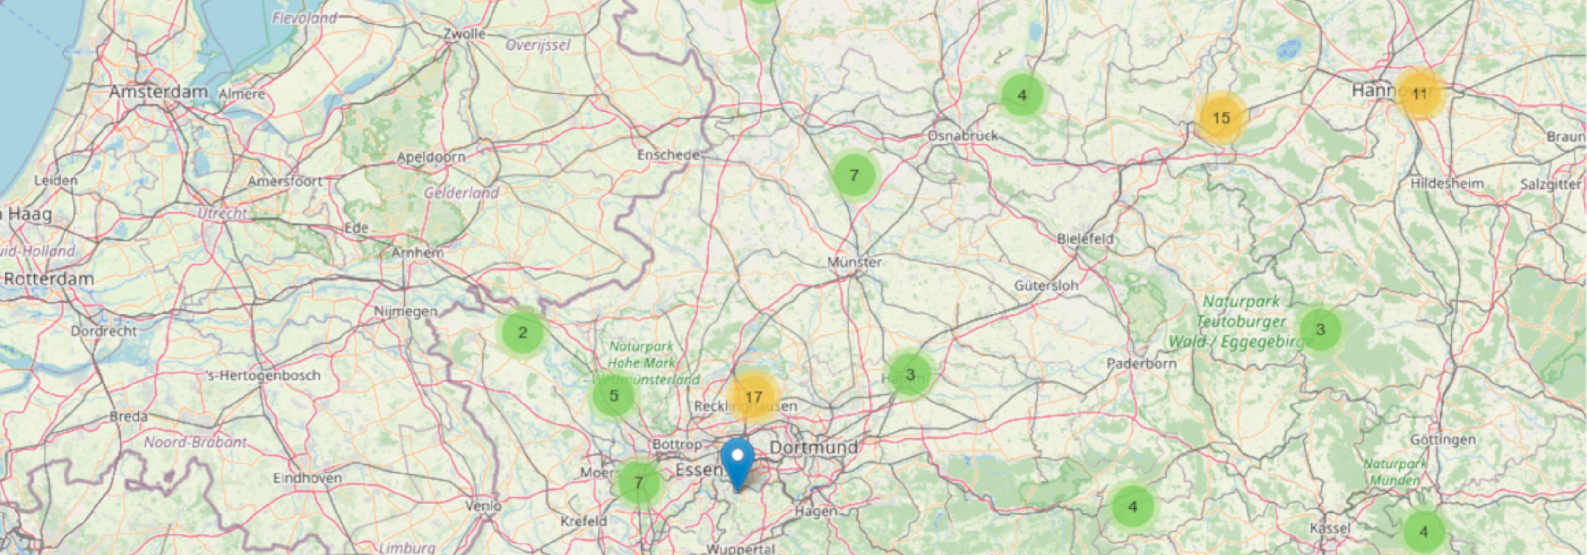 Flevoland
Zwolle
Overijssel
Amsterdam
Almere
4
Hannover
11
15
Osnabrück
Braun
Enschede
Apeldoorn
7
Leiden
Amersfoort
Gelderland
Hildesheim
Salzgitter
Haag
Utrecht
Ede
Bielefeld
uid-Holland
Arnhem
Münster
Rotterdam
Gütersloh
Nijmegen
Naturpark
Teutoburger
Wald / Eggegebirge
3
Dordrecht
2
Naturpark
Hohe Mark
- Westmünsterland
Paderborn
's-Hertogenbosch
3
5
17
Recklinghausen
Breda
Noord-Brabant
Bottrop
Dortmund
Göttingen
Moers
Essen
Naturpark
Münden
Eindhoven
7
Venlo
4
Krefeld
Hagen
Kassel
4
Limburg
Wuppertal